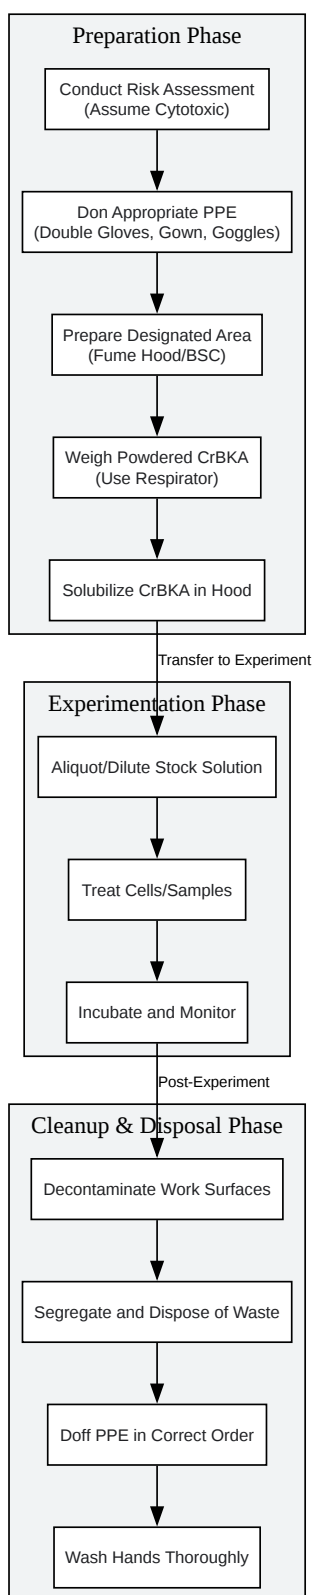 Preparation Phase
Conduct Risk Assessment
(Assume Cytotoxic)
Don Appropriate PPE
(Double Gloves, Gown, Goggles)
Prepare Designated Area
(Fume Hood/BSC)
Weigh Powdered CrBKA
(Use Respirator)
Solubilize CrBKA in Hood
Transfer to Experiment
Experimentation Phase
Aliquot/Dilute Stock Solution
Treat Cells/Samples
Incubate and Monitor
Post-Experiment
Cleanup & Disposal Phase
Decontaminate Work Surfaces
Segregate and Dispose of Waste
Doff PPE in Correct Order
Wash Hands Thoroughly